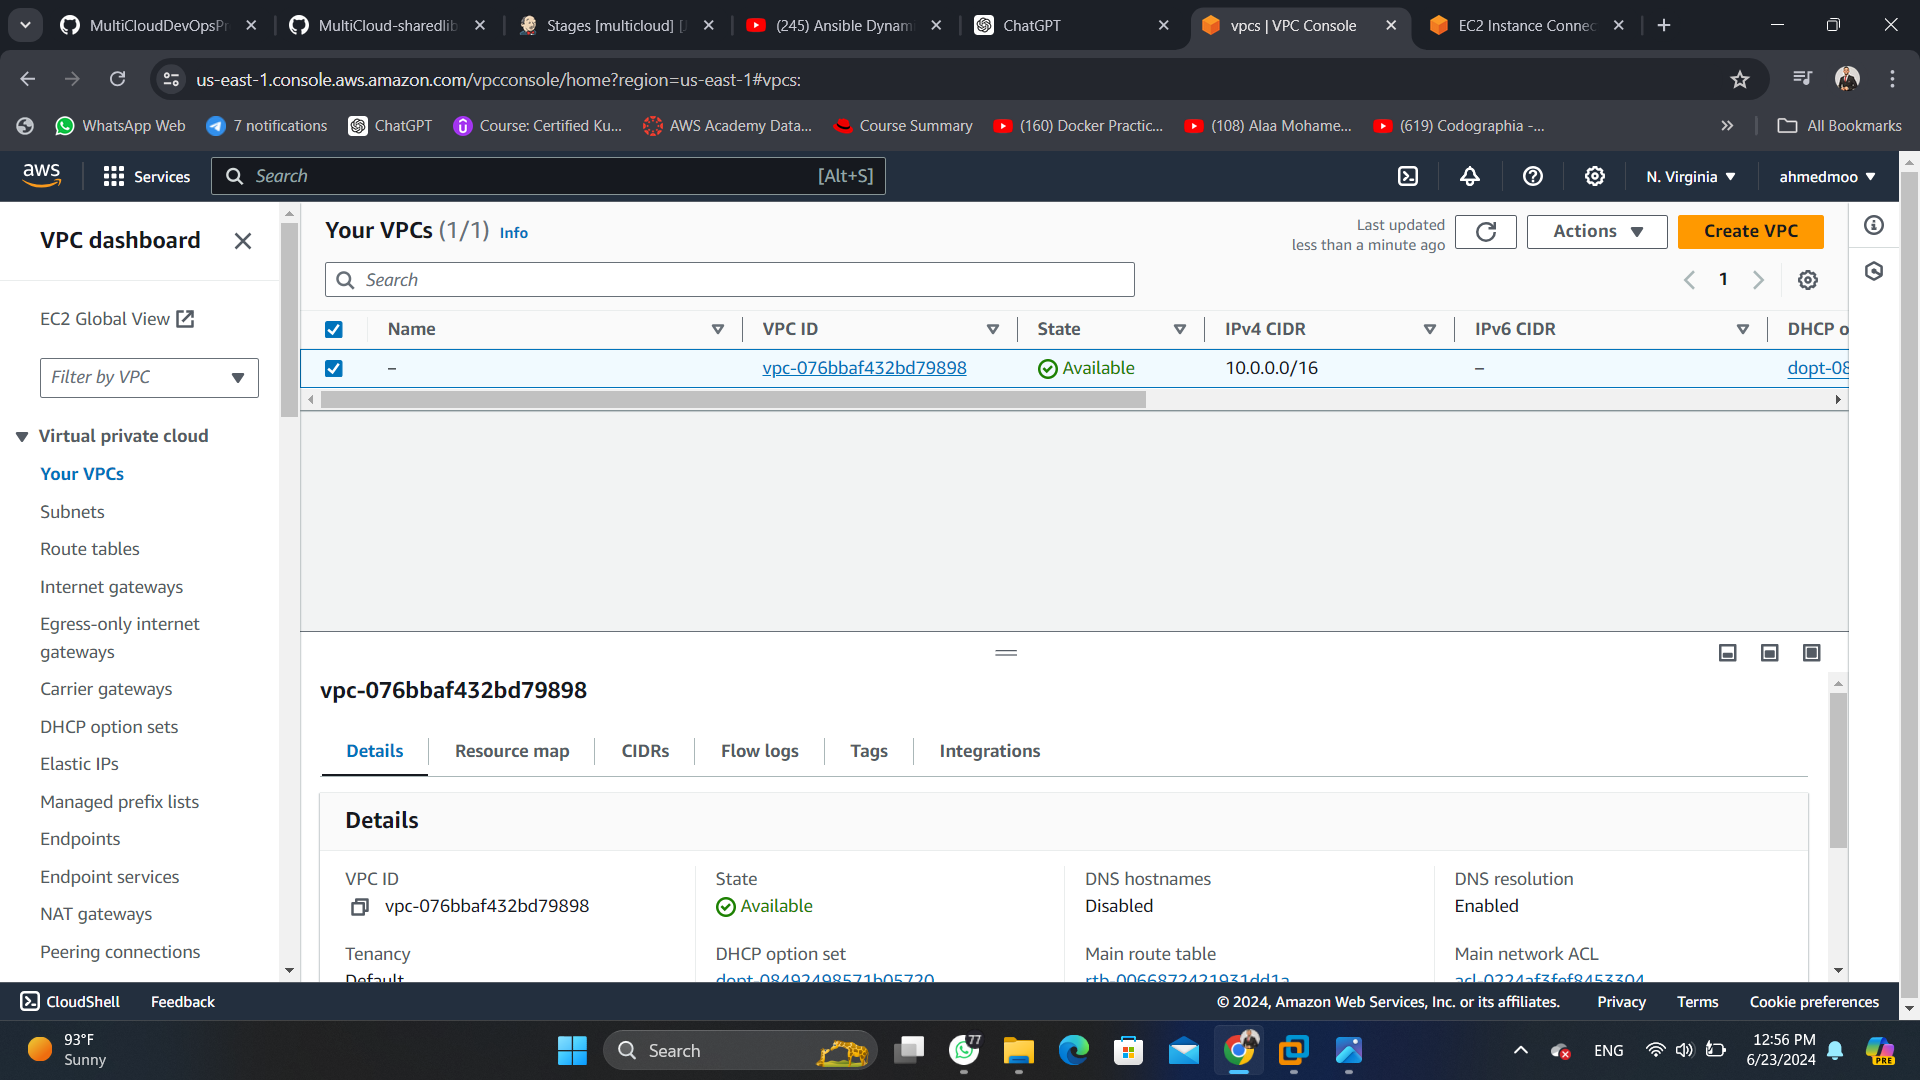 MultiCloudDevOpsPr
MultiCloud-sharedlib
Stages [multicloud] [J
(245) Ansible Dynam
ChatGPT
vpcs | VPC Console
EC2 Instance Connec
us-east-1.console.aws.amazon.com/vpcconsole/home?region=us-east-1#vpcs:
WhatsApp Web
7 notifications
ChatGPT
Course: Certified Ku...
AWS Academy Data...
Course Summary
(160) Docker Practic...
(108) Alaa Mohame...
(619) Codographia -...
All Bookmarks
aws
Services
Search
[Alt+S]
N. Virginia
ahmedmoo
VPC dashboard
EC2 Global View
Filter by VPC
Virtual private cloud
Your VPCs
Subnets
Route tables
Internet gateways
Egress-only internet
gateways
Carrier gateways
DHCP option sets
Elastic IPs
Managed prefix lists
Endpoints
Endpoint services
NAT gateways
Peering connections
Your VPCs (1/1) Info
Last updated
less than a minute ago
Actions
Create VPC
Search
1
Name
VPC ID
State
IPv4 CIDR
IPv6 CIDR
DHCP o
–
vpc-076bbaf432bd79898
Available
10.0.0.0/16
–
dopt-08
vpc-076bbaf432bd79898
Details
Resource map
CIDRs
Flow logs
Tags
Integrations
Details
VPC ID
vpc-076bbaf432bd79898
State
Available
DNS hostnames
Disabled
DNS resolution
Enabled
Tenancy
Default
DHCP option set
dopt-08492498571b05720
Main route table
rtb-0066872421931dd1a
Main network ACL
acl-0224af3fef8453304
CloudShell
Feedback
© 2024, Amazon Web Services, Inc. or its affiliates.
Privacy
Terms
Cookie preferences
93°F
Sunny
Search
77
ENG
12:56 PM
6/23/2024
PRE